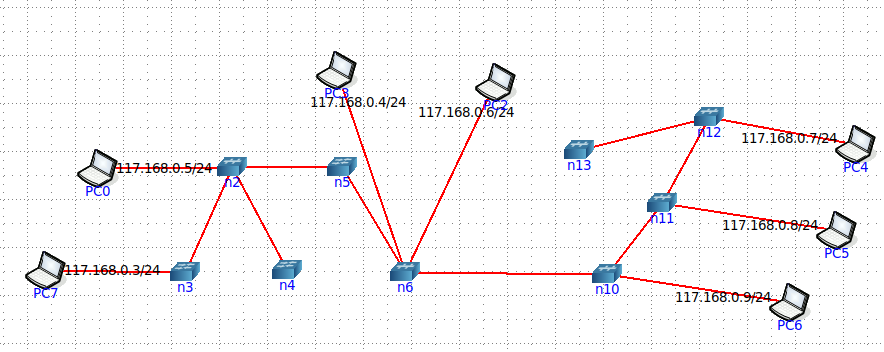 PC3
117.168.0.4/24
PC2
117.168.0.6/24
n12
117.168.0.7/24
PC4
n13
PC0
117.168.0.5/24
n2
n5
n11
117.168.0.8/24
PC5
PC7
117.168.0.3/24
n3
n4
n6
n10
117.168.0.9/24
PC6